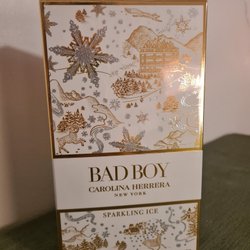 BAD BOY
CAROLINA HERRERA
NEW YORK
SPARKLING ICE